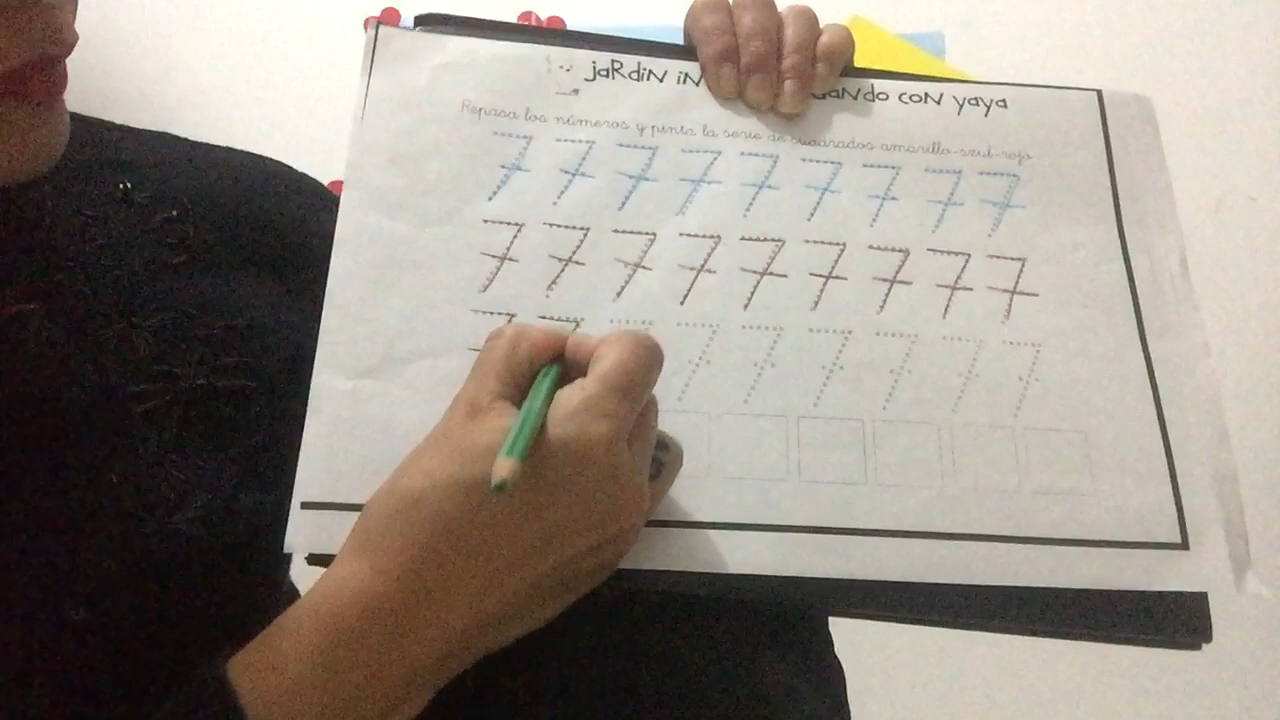 jaRdiN iN aNdo coN yaya
Repasa los números y pinta la serie de cuadrados amarillo-azul-rojo
7 7 7 7 7 7 7 7 7
7 7 7 7 7 7 7 7 7
7 7 7 7 7 7 7 7 7